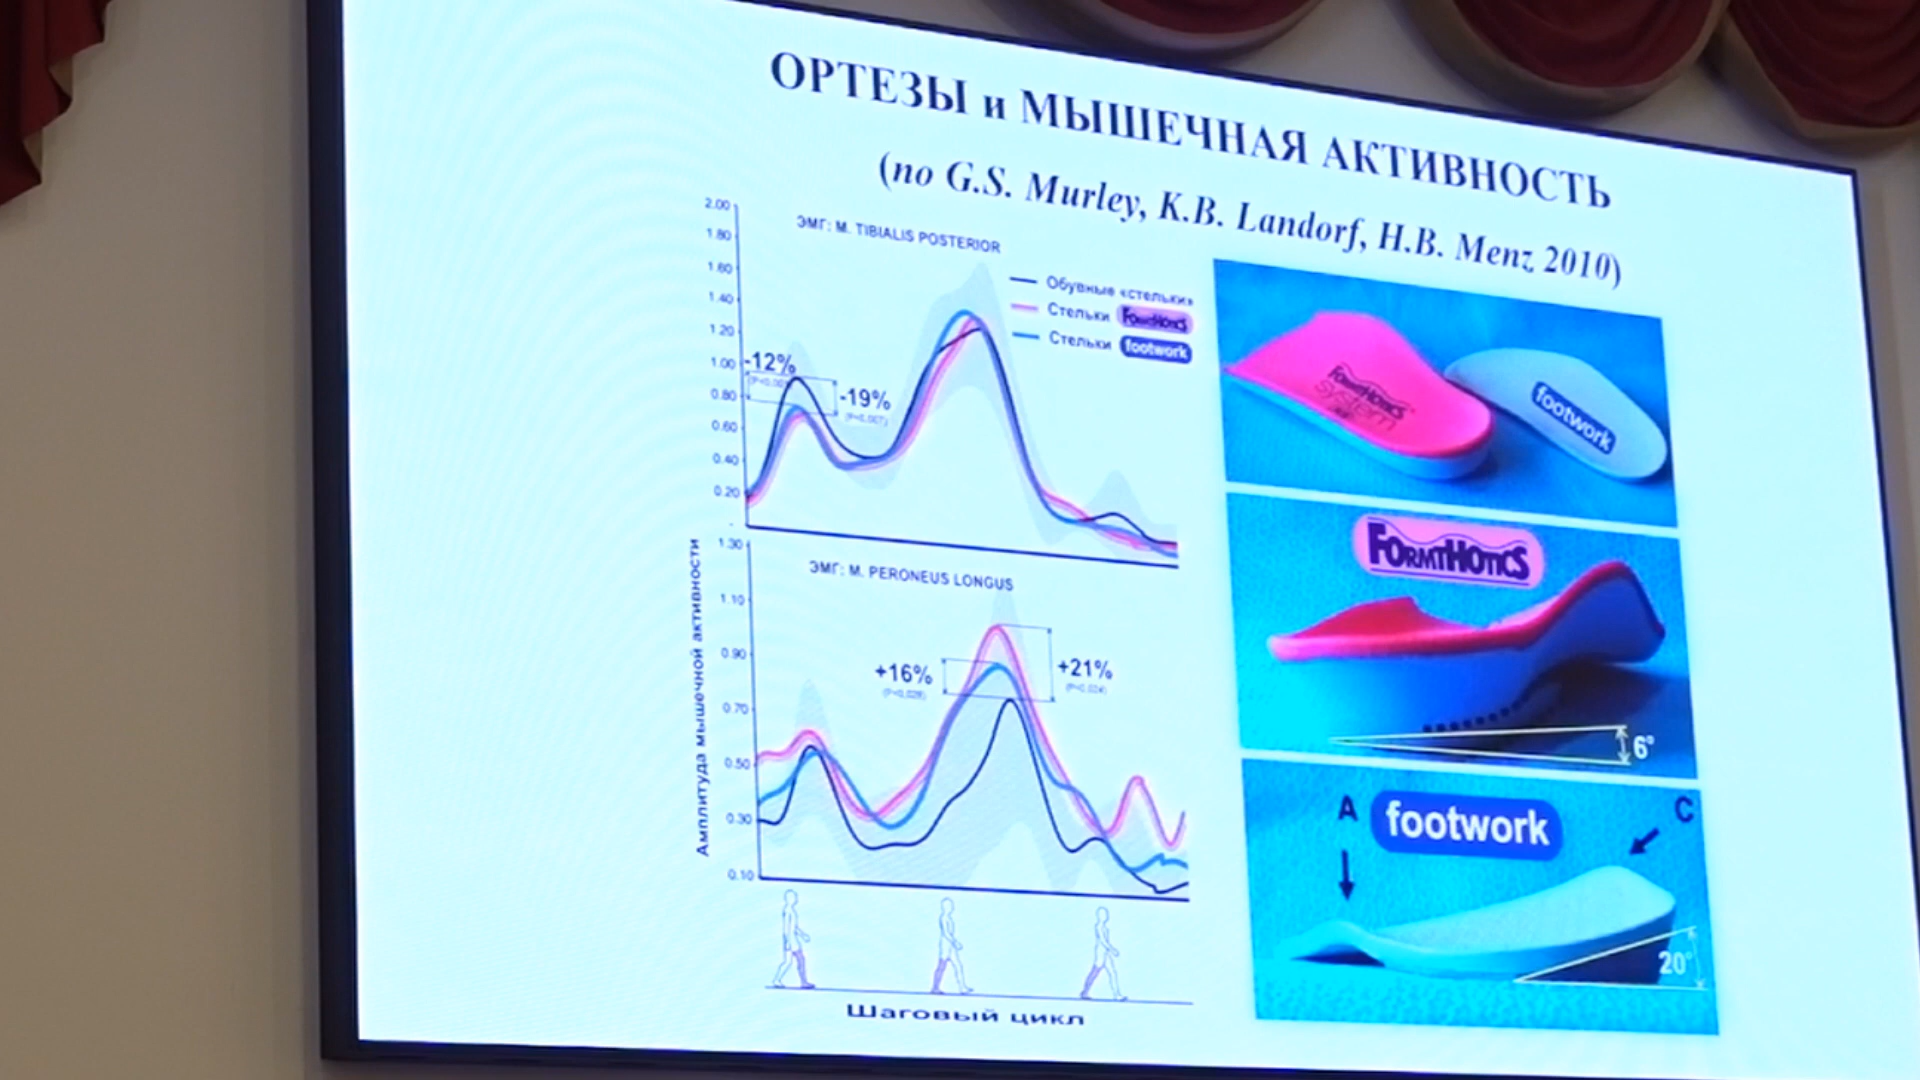 ОРТЕЗЫ и МЫШЕЧНАЯ АКТИВНОСТЬ
(по G.S. Murley, K.B. Landorf, H.B. Menz 2010)
ЭМГ: M. TIBIALIS POSTERIOR
Обувные «стельки»
Стельки FORMTHOTICS
Стельки footwork
2.00
1.80
1.60
1.40
1.20
1.00
0.80
0.60
0.40
0.20
-
-12%
-19%
(P=0,007)
Амплитуда мышечной активности
ЭМГ: M. PERONEUS LONGUS
1.30
1.10
0.90
0.70
0.50
0.30
0.10
+16%
+21%
Шаговый цикл
FORMTHOTICS
system
footwork
FORMTHOTICS
6°
A
footwork
C
20°